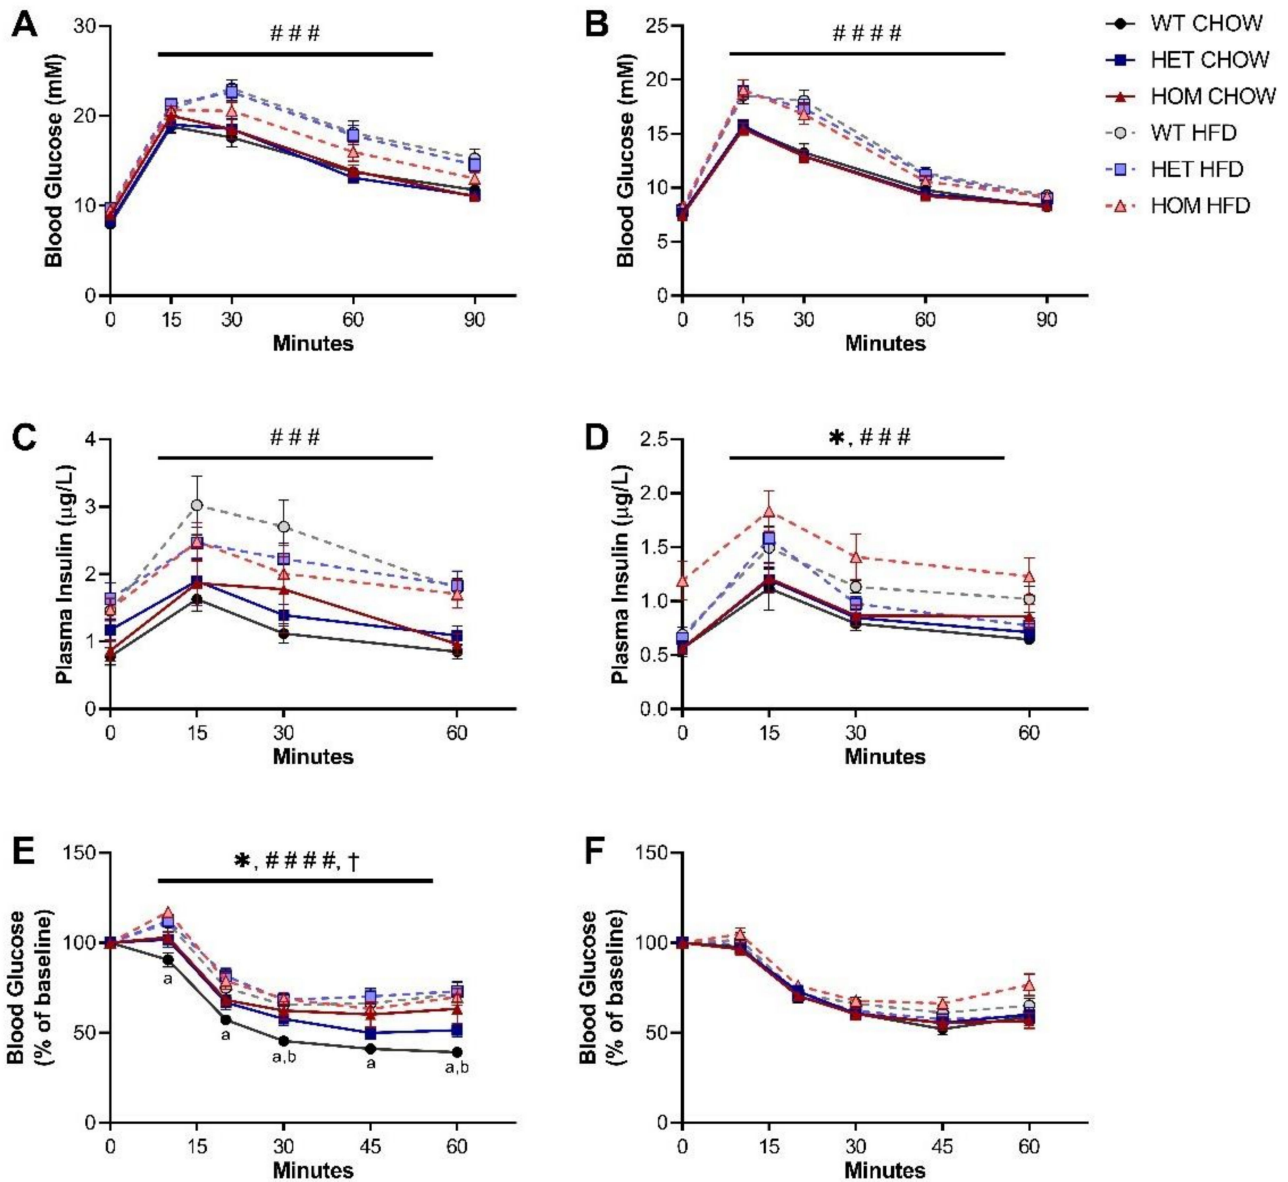 A
Blood Glucose (mM)
30
20
10
0
# # #
0 15 30 60 90
Minutes
B
Blood Glucose (mM)
25
20
15
10
5
0
# # # #
0 15 30 60 90
Minutes
WT CHOW
HET CHOW
HOM CHOW
WT HFD
HET HFD
HOM HFD
C
Plasma Insulin (µg/L)
4
3
2
1
0
# # #
0 15 30 60
Minutes
D
Plasma Insulin (µg/L)
2.5
2.0
1.5
1.0
0.5
0.0
*, # # #
0 15 30 60
Minutes
E
Blood Glucose
(% of baseline)
150
100
50
0
*, # # # #, †
a
a
a,b
a
a,b
0 15 30 45 60
Minutes
F
Blood Glucose
(% of baseline)
150
100
50
0
0 15 30 45 60
Minutes